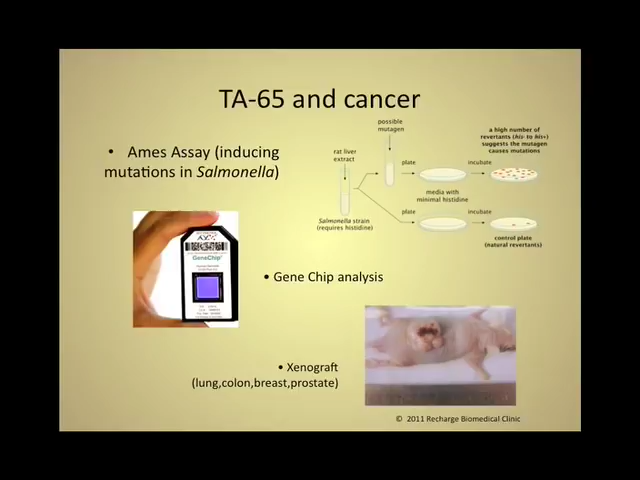 TA-65 and cancer
• Ames Assay (inducing
mutations in Salmonella)
possible
mutagen
rat liver
extract
plate
incubate
a high number of
revertants (his- to his+)
suggests the mutagen
causes mutations
media with
minimal histidine
Salmonella strain
(requires histidine)
plate
incubate
control plate
(natural revertants)
GeneChip
• Gene Chip analysis
• Xenograft
(lung,colon,breast,prostate)
© 2011 Recharge Biomedical Clinic